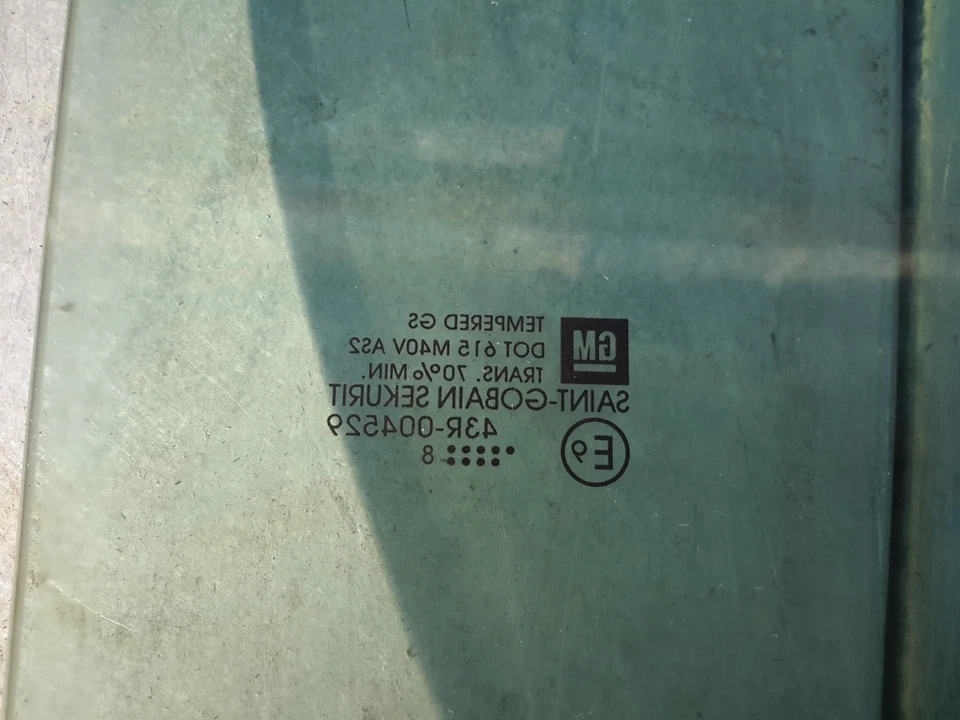 GM
TEMPERED GS
DOT 615 M40V AS2
TRANS. 70% MIN.
SAINT-GOBAIN SEKURIT
E9
43R-004529
8